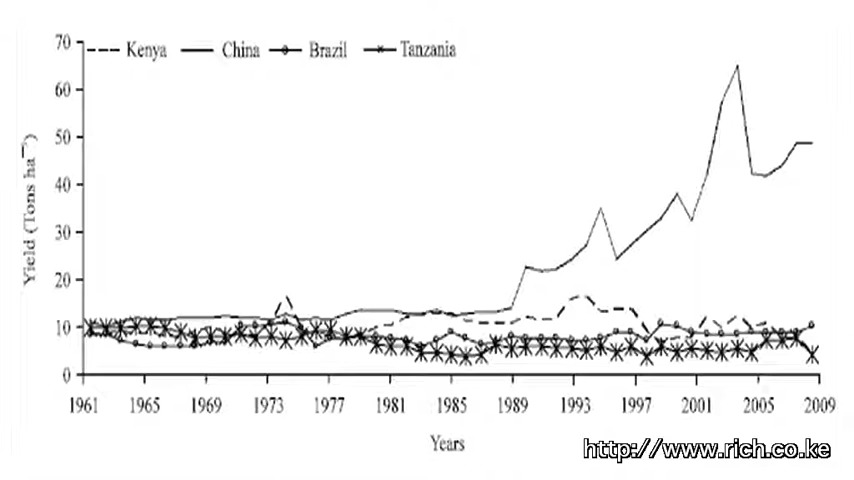 70
Kenya China Brazil Tanzania
60
50
40
30
20
10
0
Yield (Tons ha⁻¹)
1961 1965 1969 1973 1977 1981 1985 1989 1993 1997 2001 2005 2009
Years
http://www.rich.co.ke